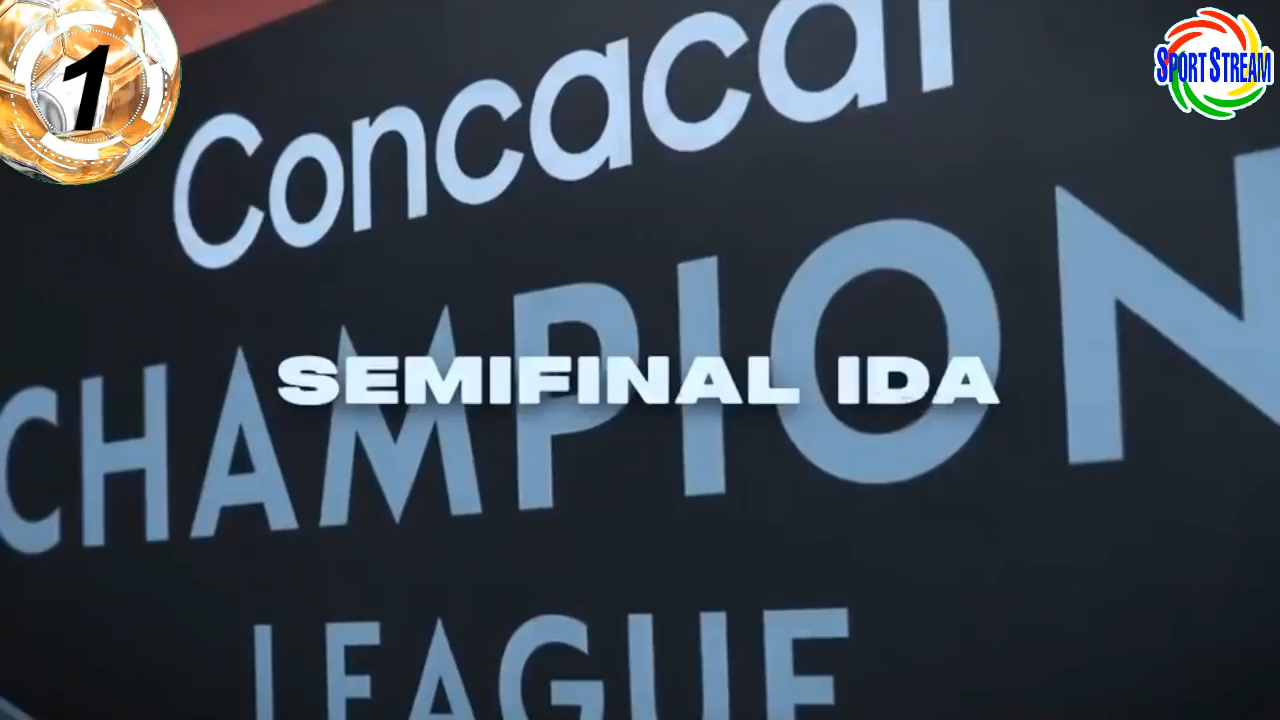 1
SPORT STREAM
Concacaf
CHAMPION
SEMIFINAL IDA
LEAGUE